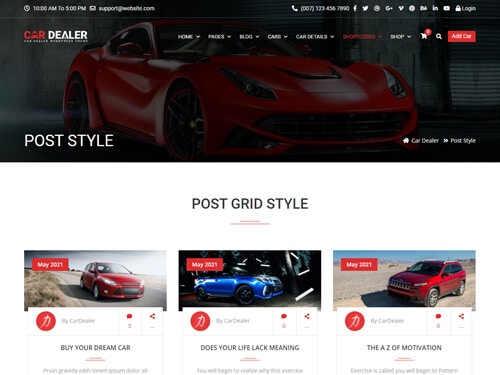 10:00 AM To 5:00 PM support@website.com (007) 123 456 7890 Login
CAR DEALER
CAR DEALER WORDPRESS THEME
HOME PAGES BLOG CARS CAR DETAILS SHORTCODES SHOP 0 Add Car
POST STYLE
Car Dealer Post Style
POST GRID STYLE
May 2021 May 2021 May 2021
By CarDealer 3 ... By CarDealer 0 ... By CarDealer 0 ...
BUY YOUR DREAM CAR DOES YOUR LIFE LACK MEANING THE A Z OF MOTIVATION
Proin gravida nibh lorem ipsum dolor sit You will begin to realize why this exercise Exercise is called you will begin to Pattern